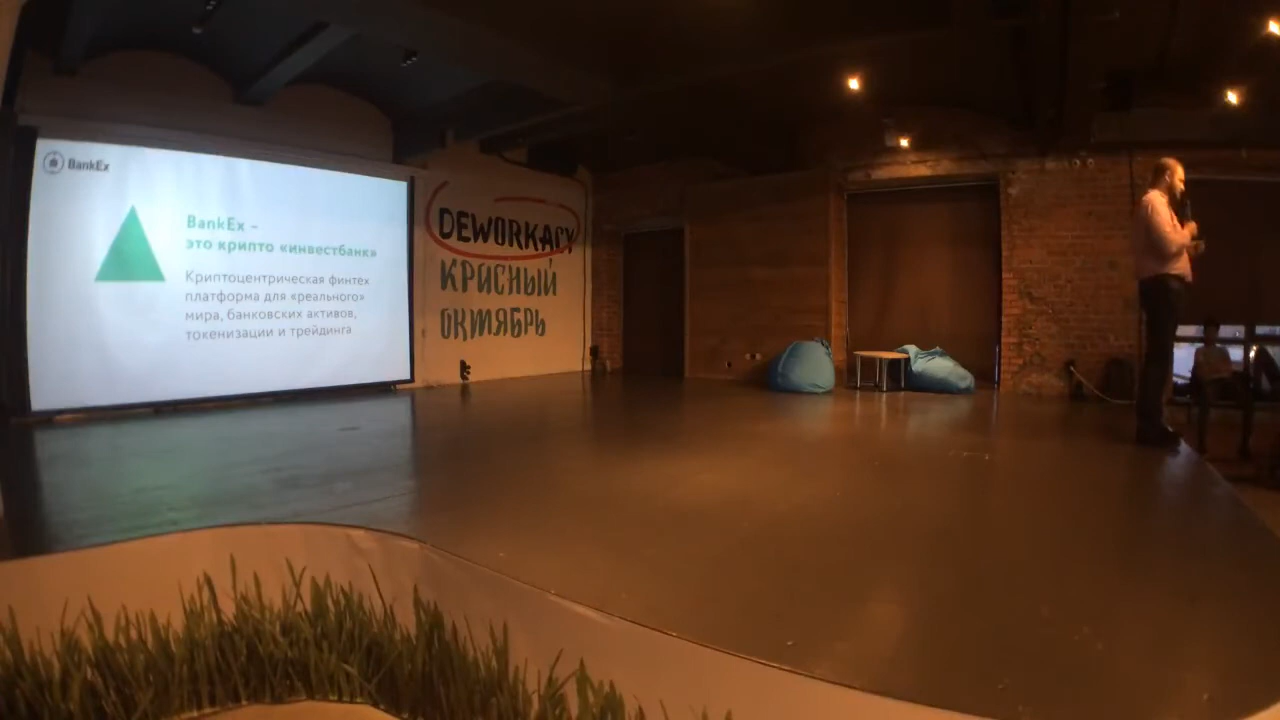 BankEx
BankEx –
это крипто «инвестбанк»
Криптоцентрическая финтех
платформа для «реального»
мира, банковских активов,
токенизации и трейдинга
DEWORKACY
КРАСНЫЙ
ОКТЯБРЬ